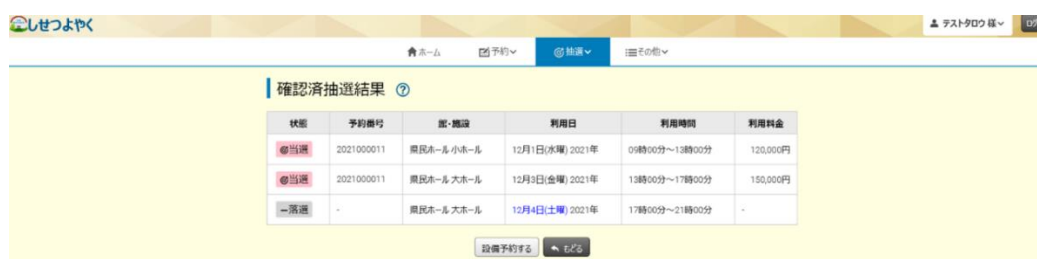 しせつよやく
テストタロウ 様
ログ
ホーム 予約 抽選 その他
確認済抽選結果 ?
状態 予約番号 館・施設 利用日 利用時間 利用料金
当選 2021000011 県民ホール 小ホール 12月1日(水曜) 2021年 09時00分～13時00分 120,000円
当選 2021000011 県民ホール 大ホール 12月3日(金曜) 2021年 13時00分～17時00分 150,000円
落選 - 県民ホール 大ホール 12月4日(土曜) 2021年 17時00分～21時00分 -
設備予約する もどる